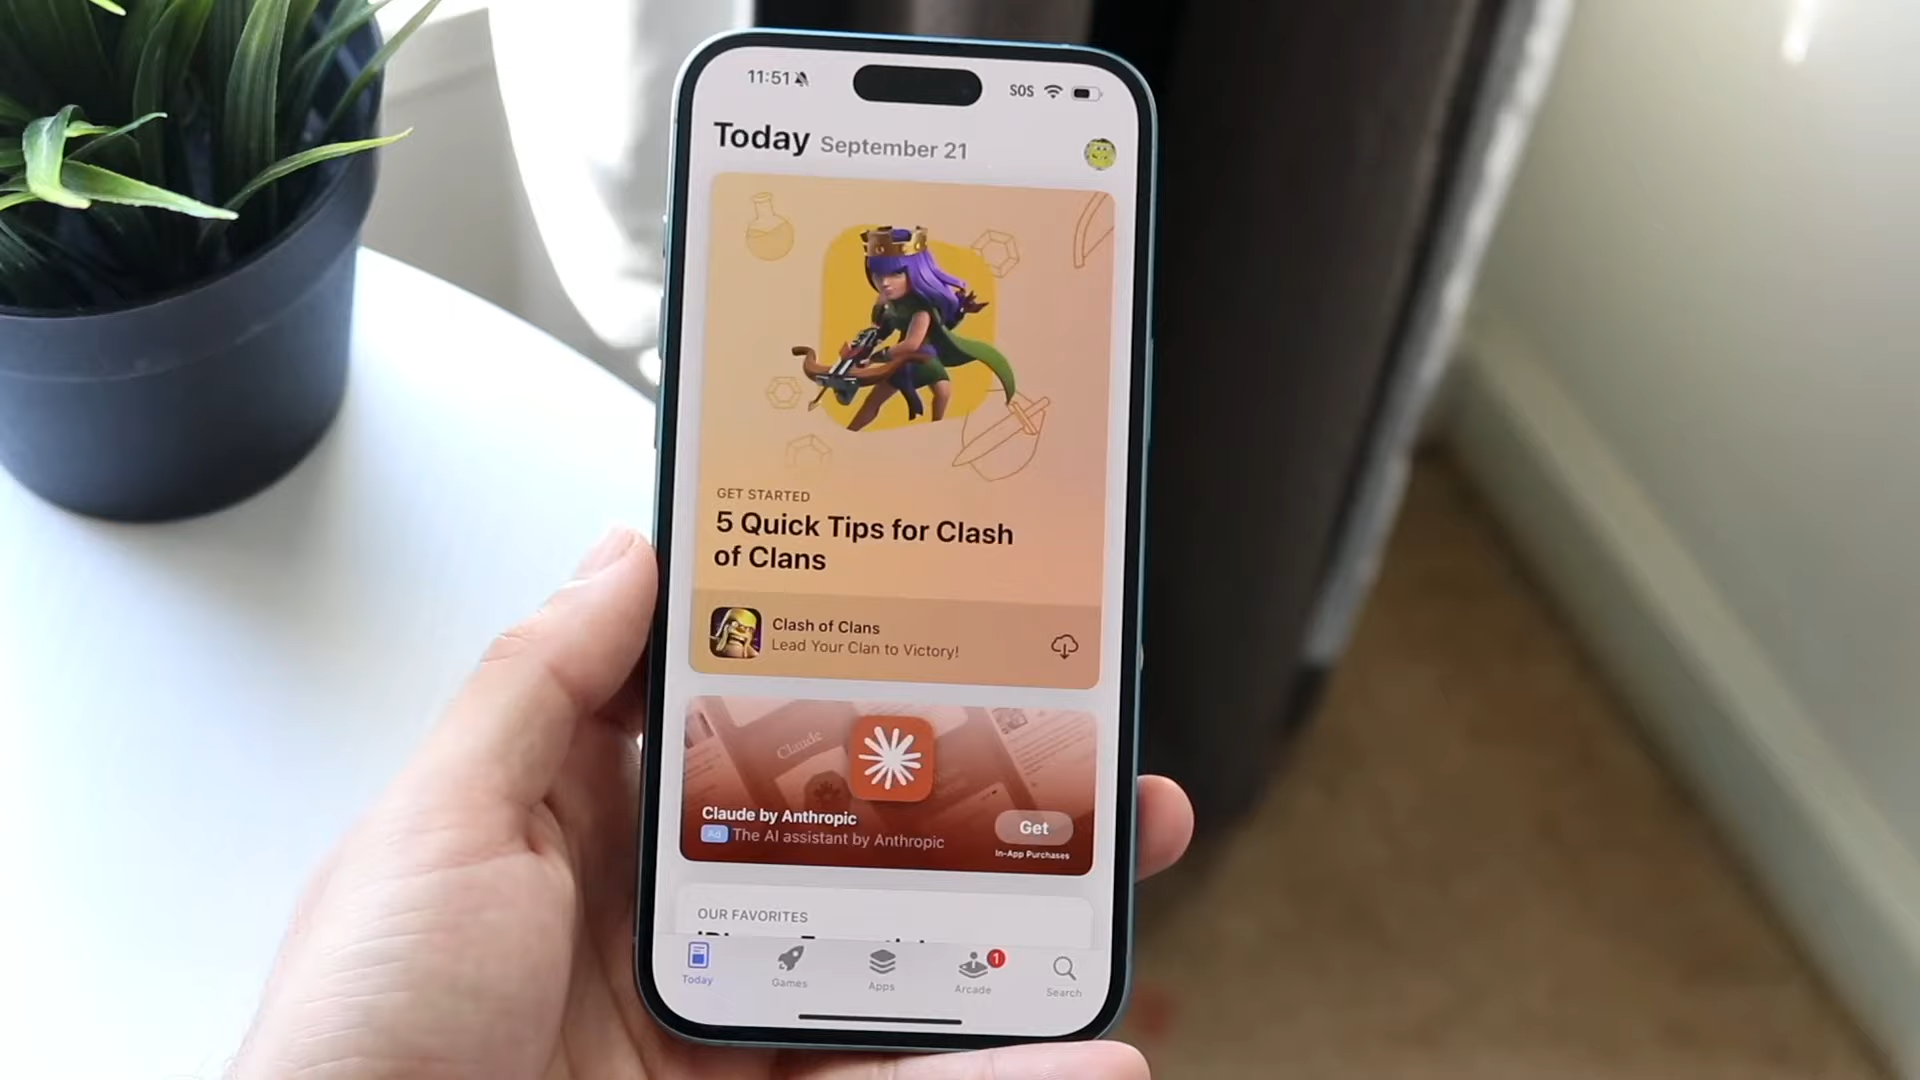 11:51
SOS
Today September 21
GET STARTED
5 Quick Tips for Clash
of Clans
Clash of Clans
Lead Your Clan to Victory!
Claude
Claude by Anthropic
Ad The AI assistant by Anthropic
Get
In-App Purchases
OUR FAVORITES
Today
Games
Apps
Arcade
1
Search